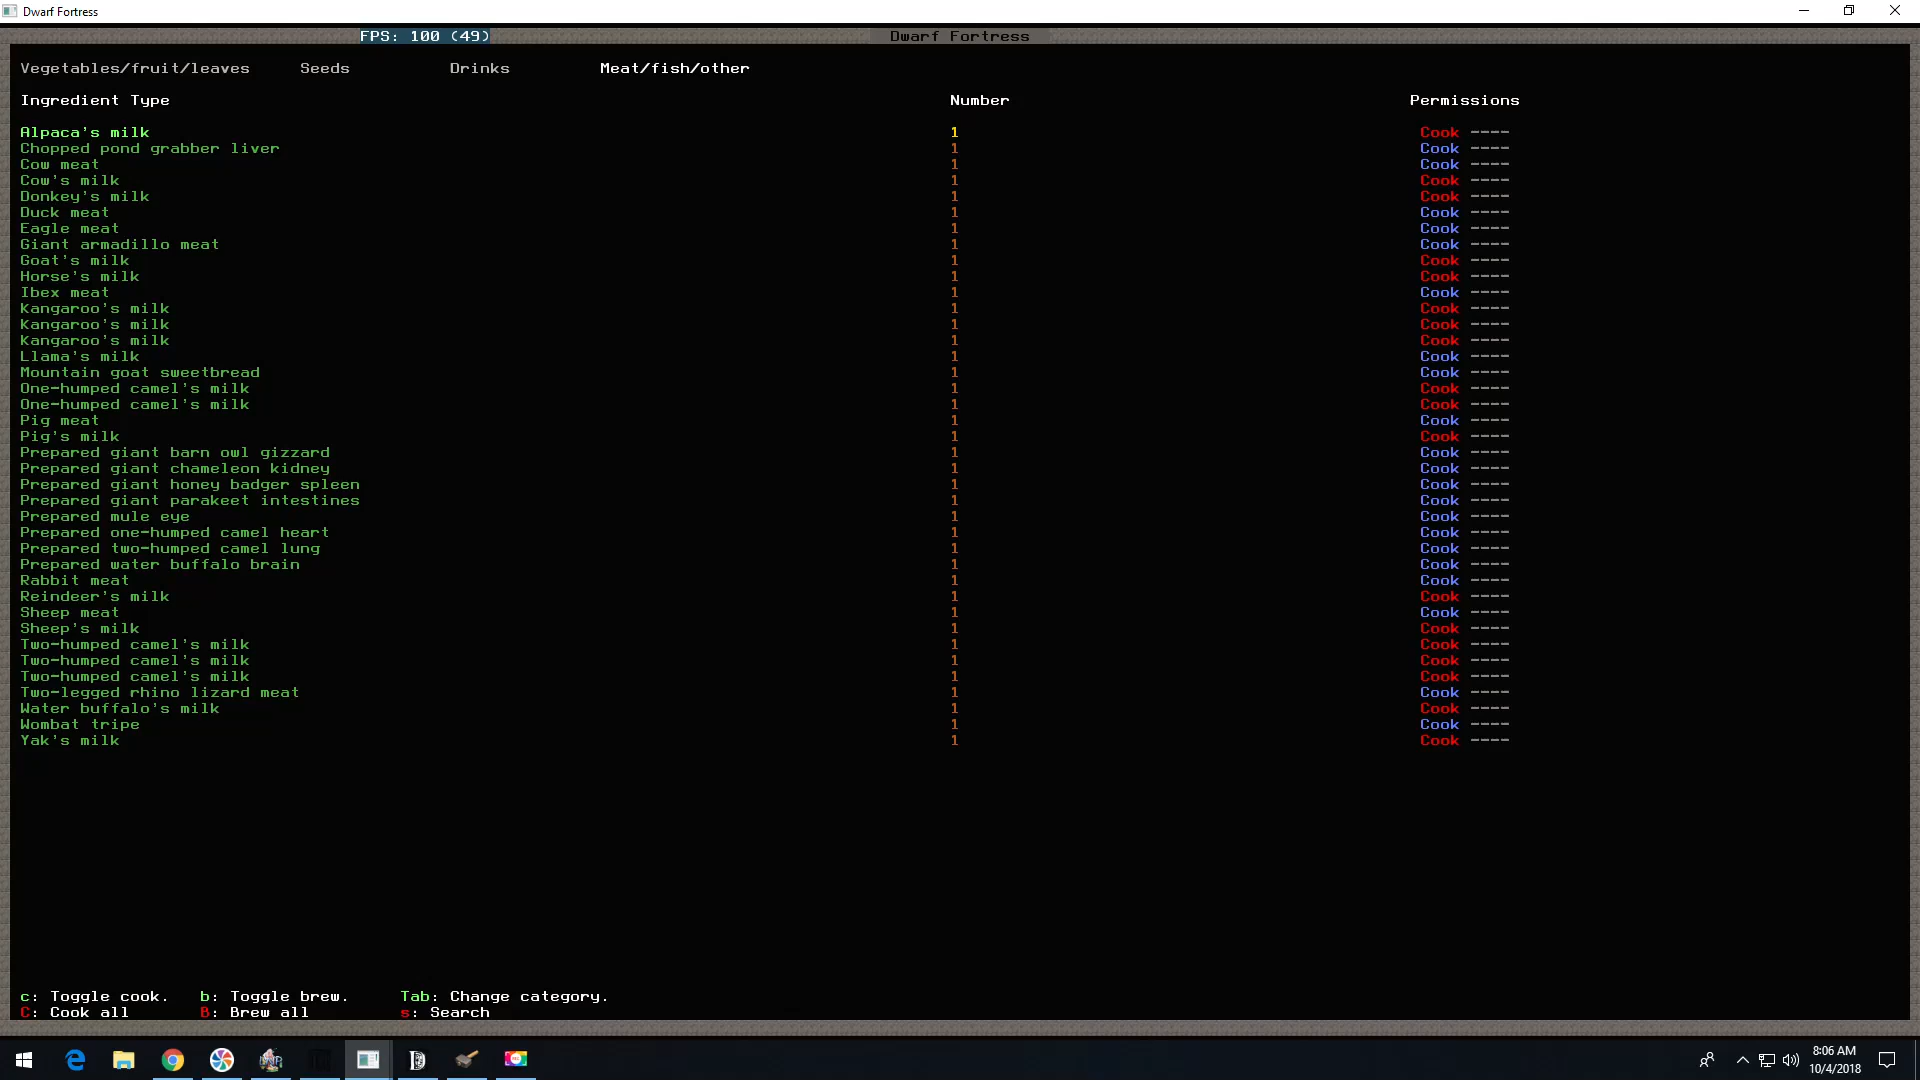 Dwarf Fortress
FPS: 100 (49) Dwarf Fortress
Vegetables/fruit/leaves Seeds Drinks Meat/fish/other
Ingredient Type Number Permissions
Alpaca's milk 1 Cook ----
Chopped pond grabber liver 1 Cook ----
Cow meat 1 Cook ----
Cow's milk 1 Cook ----
Donkey's milk 1 Cook ----
Duck meat 1 Cook ----
Eagle meat 1 Cook ----
Giant armadillo meat 1 Cook ----
Goat's milk 1 Cook ----
Horse's milk 1 Cook ----
Ibex meat 1 Cook ----
Kangaroo's milk 1 Cook ----
Kangaroo's milk 1 Cook ----
Kangaroo's milk 1 Cook ----
Llama's milk 1 Cook ----
Mountain goat sweetbread 1 Cook ----
One-humped camel's milk 1 Cook ----
One-humped camel's milk 1 Cook ----
Pig meat 1 Cook ----
Pig's milk 1 Cook ----
Prepared giant barn owl gizzard 1 Cook ----
Prepared giant chameleon kidney 1 Cook ----
Prepared giant honey badger spleen 1 Cook ----
Prepared giant parakeet intestines 1 Cook ----
Prepared mule eye 1 Cook ----
Prepared one-humped camel heart 1 Cook ----
Prepared two-humped camel lung 1 Cook ----
Prepared water buffalo brain 1 Cook ----
Rabbit meat 1 Cook ----
Reindeer's milk 1 Cook ----
Sheep meat 1 Cook ----
Sheep's milk 1 Cook ----
Two-humped camel's milk 1 Cook ----
Two-humped camel's milk 1 Cook ----
Two-humped camel's milk 1 Cook ----
Two-legged rhino lizard meat 1 Cook ----
Water buffalo's milk 1 Cook ----
Wombat tripe 1 Cook ----
Yak's milk 1 Cook ----
c: Toggle cook. b: Toggle brew. Tab: Change category.
C: Cook all B: Brew all s: Search
8:06 AM
10/4/2018